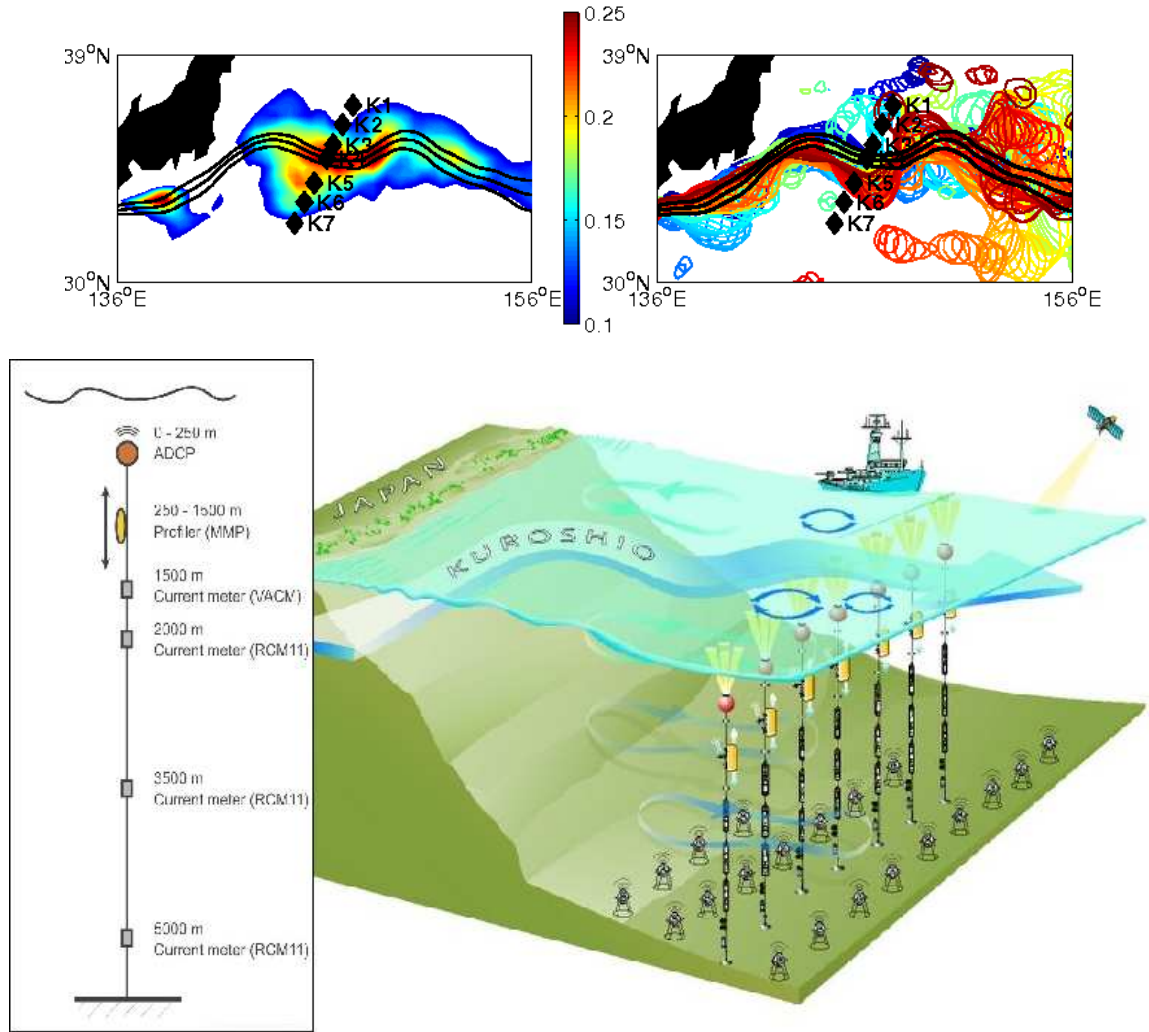 39°N
30°N
136°E
156°E
K1
K2
K3
K5
K6
K7
0.25
0.2
0.15
0.1
39°N
30°N
136°E
156°E
K1
K2
K3
K5
K6
K7
0 - 250 m
ADCP
250 - 1500 m
Profiler (MMP)
1500 m
Current meter (VACM)
2000 m
Current meter (RCM11)
3500 m
Current meter (RCM11)
5000 m
Current meter (RCM11)
JAPAN
KUROSHIO